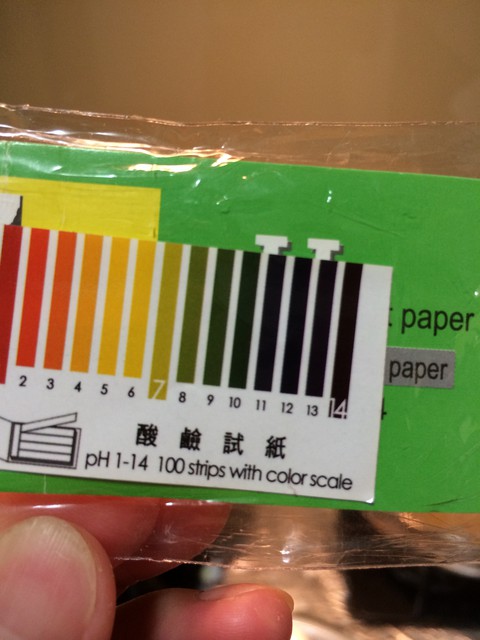 : paper
paper
2 3 4 5 6 7 8 9 10 11 12 13 14
酸鹼試紙
pH 1-14 100 strips with color scale